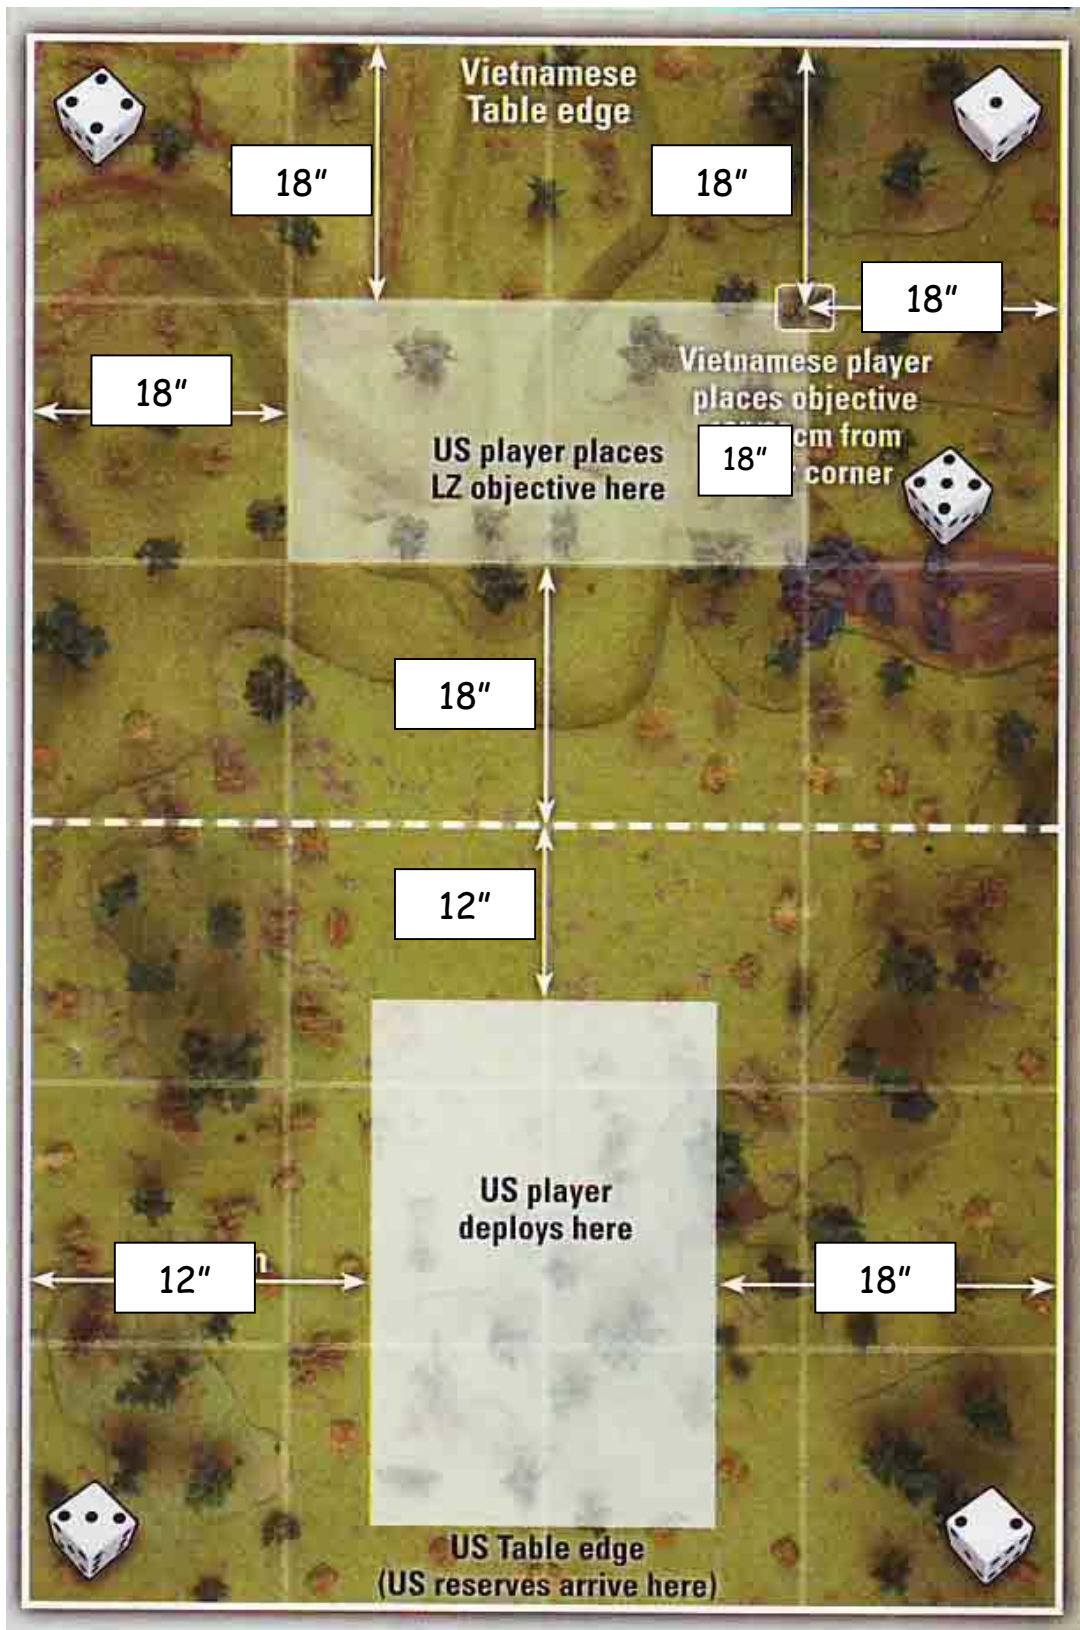 Vietnamese
Table edge
18"
18"
18"
18"
Vietnamese player
places objective
cm from
corner
18"
US player places
LZ objective here
18"
12"
US player
deploys here
12"
18"
US Table edge
(US reserves arrive here)